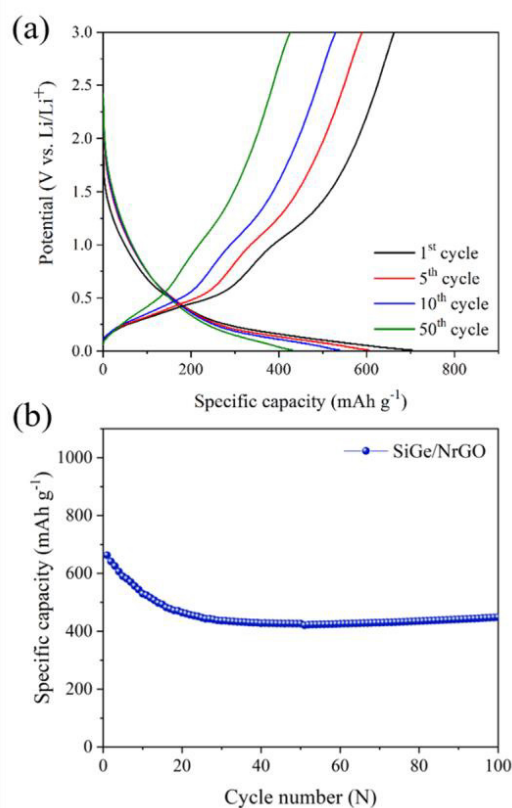 (a)
3.0
2.5
2.0
1.5
1.0
0.5
0.0
Potential (V vs. Li/Li⁺)
1ˢᵗ cycle
5ᵗʰ cycle
10ᵗʰ cycle
50ᵗʰ cycle
0 200 400 600 800
Specific capacity (mAh g⁻¹)
(b)
1000
800
600
400
200
0
Specific capacity (mAh g⁻¹)
SiGe/NrGO
0 20 40 60 80 100
Cycle number (N)